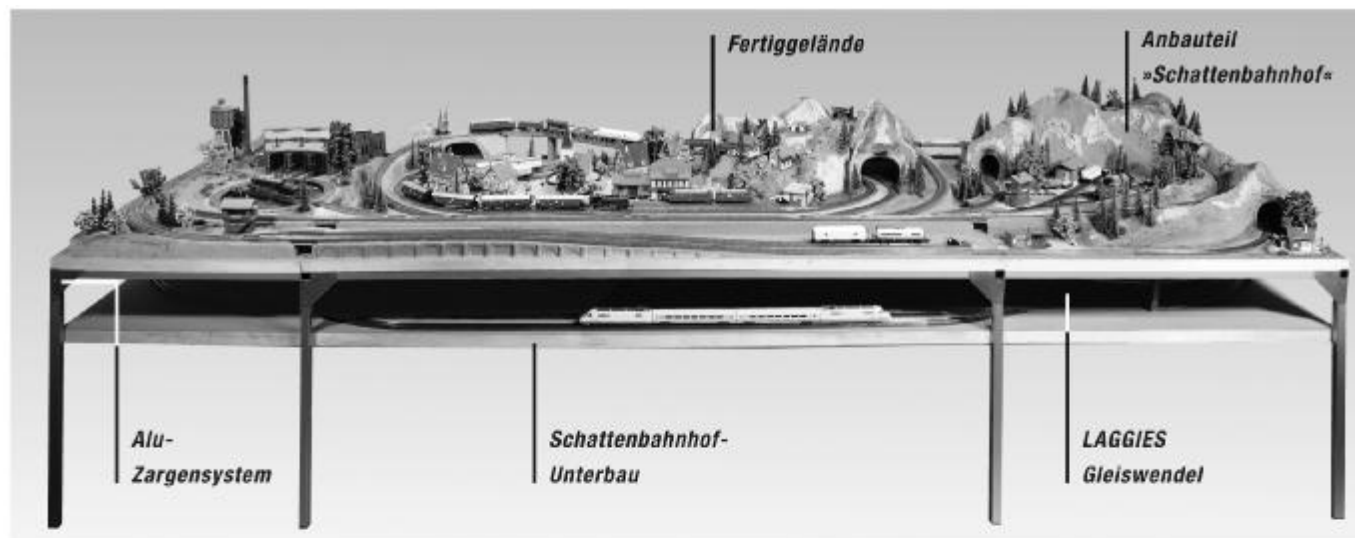 Fertiggelände
Anbauteil
»Schattenbahnhof«
Alu-
Zargensystem
Schattenbahnhof-
Unterbau
LAGGIES
Gleiswendel